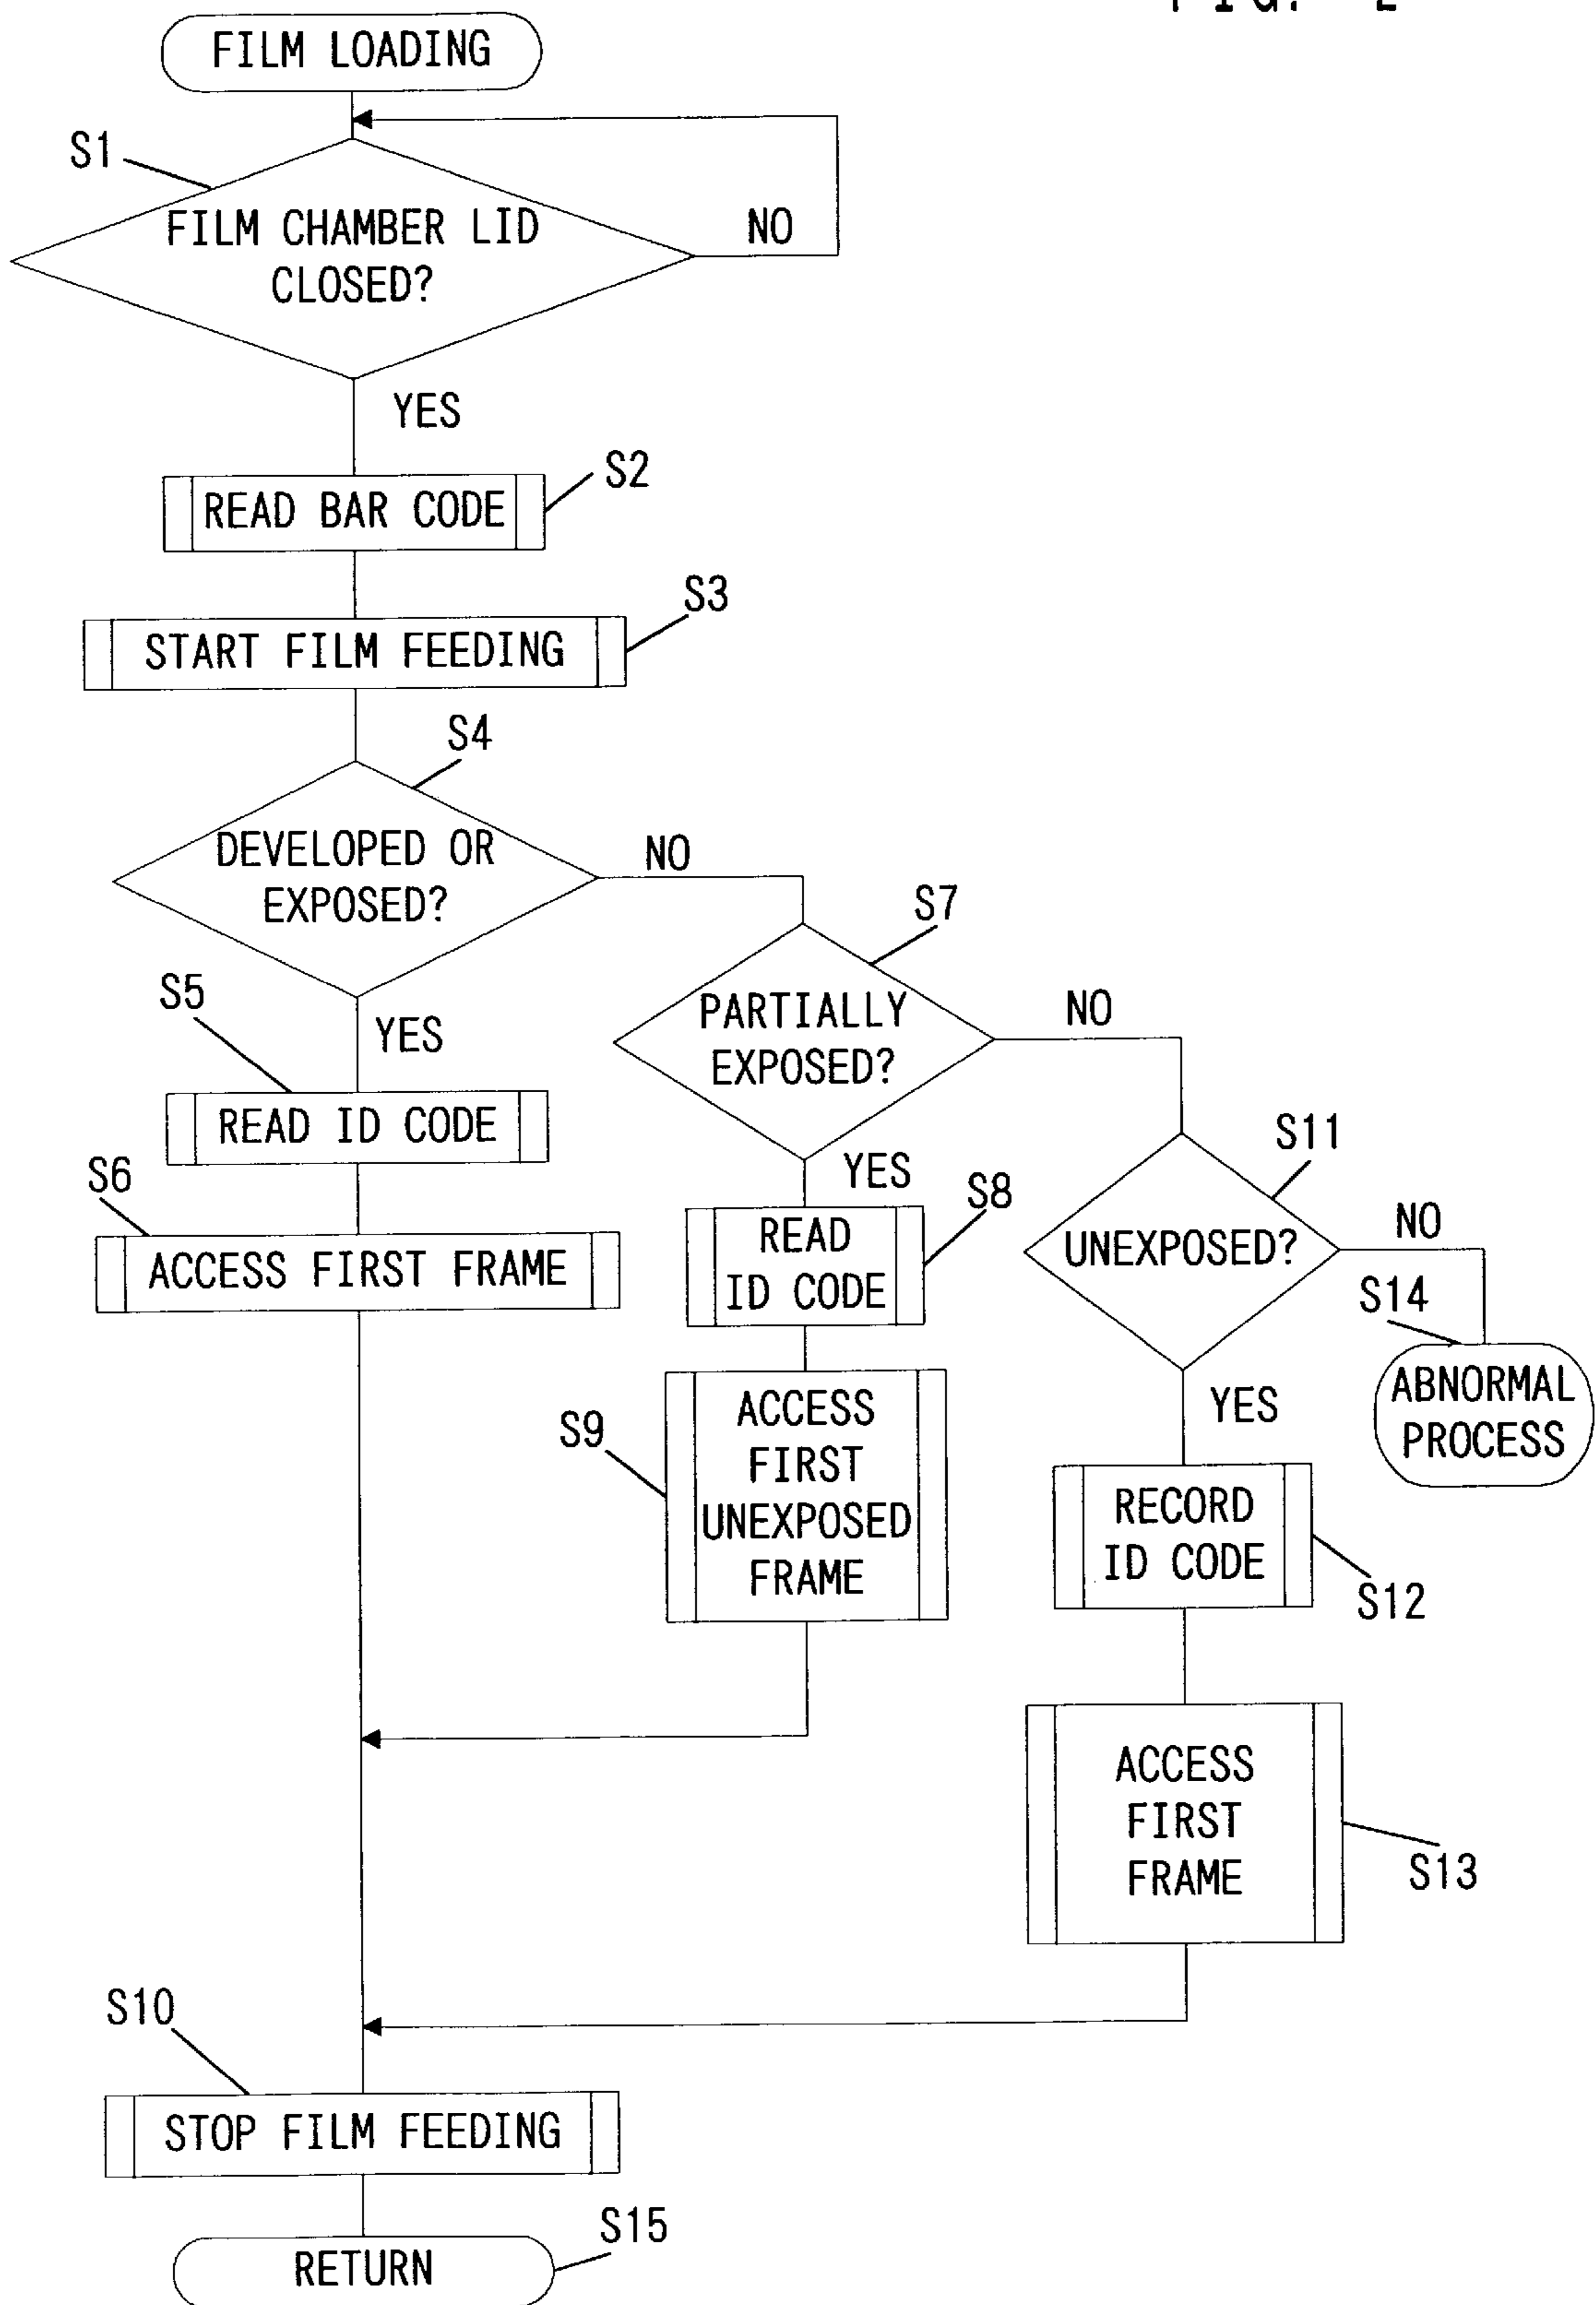 FILM LOADING
S1
FILM CHAMBER LID
CLOSED?
NO
YES
S2
READ BAR CODE
S3
START FILM FEEDING
S4
DEVELOPED OR
EXPOSED?
NO
S7
S5
YES
PARTIALLY
EXPOSED?
NO
READ ID CODE
S11
S6
YES
S8
ACCESS FIRST FRAME
READ
ID CODE
UNEXPOSED?
NO
S14
ABNORMAL
PROCESS
S9
ACCESS
FIRST
UNEXPOSED
FRAME
YES
RECORD
ID CODE
S12
ACCESS
FIRST
FRAME
S13
S10
STOP FILM FEEDING
S15
RETURN